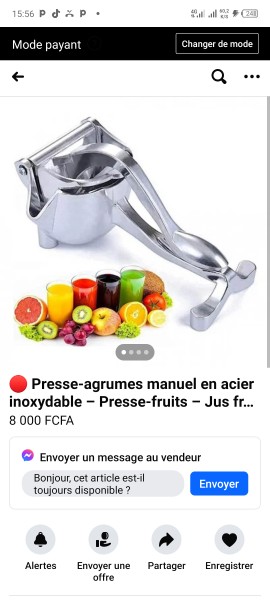 15:56
Mode payant
Changer de mode
🔴 Presse-agrumes manuel en acier
inoxydable – Presse-fruits – Jus fr...
8 000 FCFA
Envoyer un message au vendeur
Bonjour, cet article est-il
toujours disponible ?
Envoyer
Alertes
Envoyer une
offre
Partager
Enregistrer